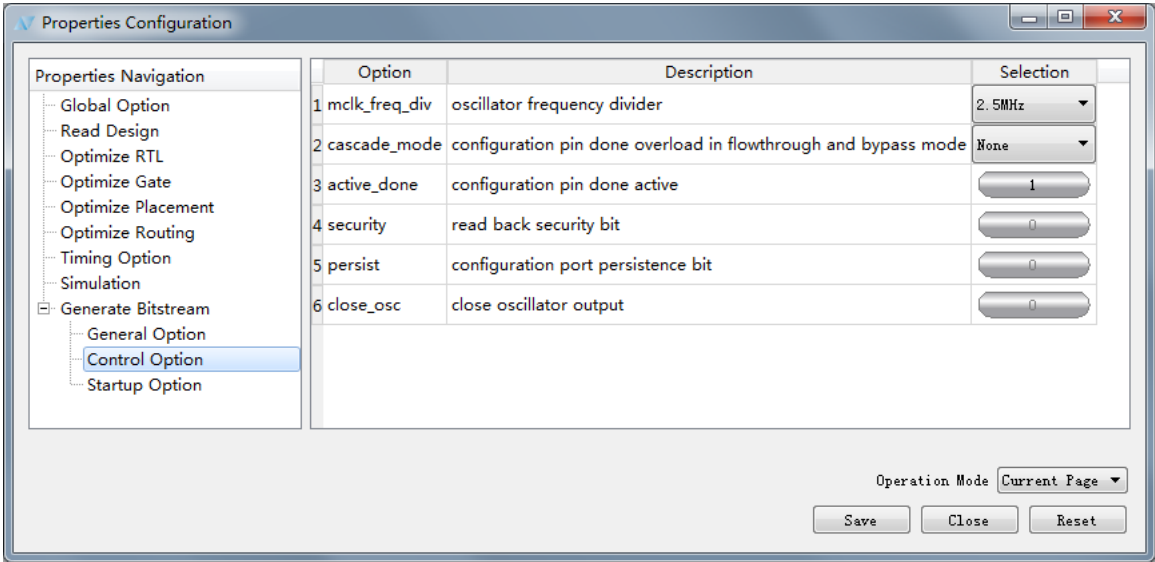 Properties Configuration
Properties Navigation
Global Option
Read Design
Optimize RTL
Optimize Gate
Optimize Placement
Optimize Routing
Timing Option
Simulation
Generate Bitstream
General Option
Control Option
Startup Option
Option Description Selection
1 mclk_freq_div oscillator frequency divider 2.5MHz
2 cascade_mode configuration pin done overload in flowthrough and bypass mode None
3 active_done configuration pin done active 1
4 security read back security bit 0
5 persist configuration port persistence bit 0
6 close_osc close oscillator output 0
Operation Mode Current Page
Save Close Reset